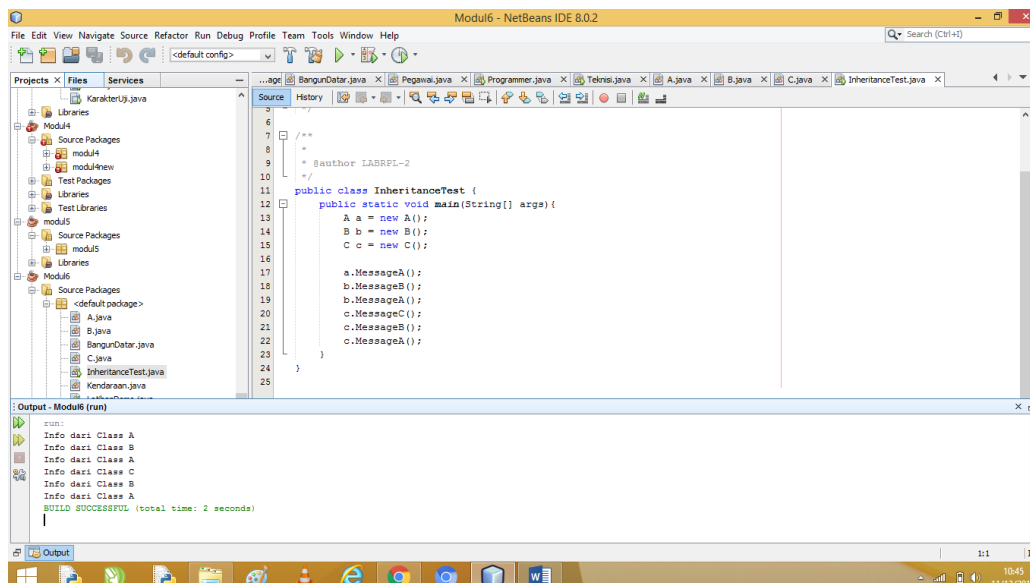 Modul6 - NetBeans IDE 8.0.2
File Edit View Navigate Source Refactor Run Debug Profile Team Tools Window Help
Search (Ctrl+I)
<default config>
Projects X Files Services
...age BangunDatar.java X Pegawai.java X Programmer.java X Teknisi.java X A.java X B.java X C.java X InheritanceTest.java X
Source History
KarakterUji.java
Libraries
Modul4
Source Packages
modul4
modul4new
Test Packages
Libraries
Test Libraries
modul5
Source Packages
modul5
Libraries
Modul6
Source Packages
<default package>
A.java
B.java
BangunDatar.java
C.java
InheritanceTest.java
Kendaraan.java
5 */
6
7 /**
8 *
9 * @author LABRPL-2
10 */
11 public class InheritanceTest {
12 public static void main(String[] args){
13 A a = new A();
14 B b = new B();
15 C c = new C();
16
17 a.MessageA();
18 b.MessageB();
19 b.MessageA();
20 c.MessageC();
21 c.MessageB();
22 c.MessageA();
23 }
24 }
25
Output - Modul6 (run)
run:
Info dari Class A
Info dari Class B
Info dari Class A
Info dari Class C
Info dari Class B
Info dari Class A
BUILD SUCCESSFUL (total time: 2 seconds)
Output
1:1
10:45